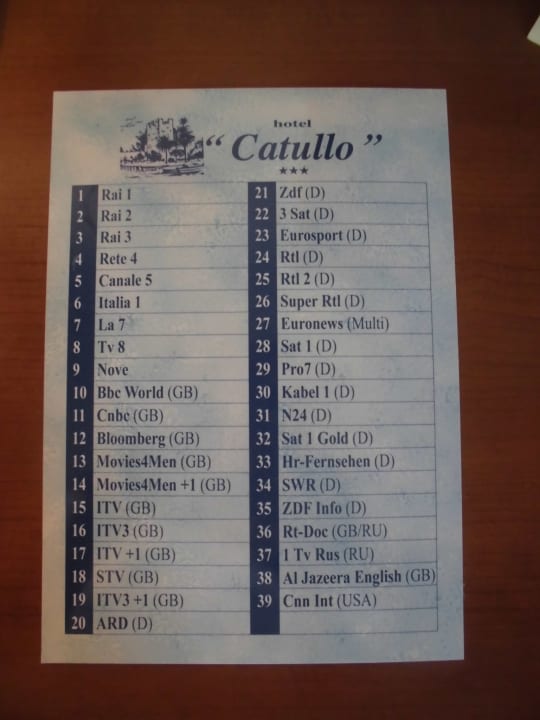 hotel
“ Catullo ”
★★★
1 Rai 1
2 Rai 2
3 Rai 3
4 Rete 4
5 Canale 5
6 Italia 1
7 La 7
8 Tv 8
9 Nove
10 Bbc World (GB)
11 Cnbc (GB)
12 Bloomberg (GB)
13 Movies4Men (GB)
14 Movies4Men +1 (GB)
15 ITV (GB)
16 ITV3 (GB)
17 ITV +1 (GB)
18 STV (GB)
19 ITV3 +1 (GB)
20 ARD (D)
21 Zdf (D)
22 3 Sat (D)
23 Eurosport (D)
24 Rtl (D)
25 Rtl 2 (D)
26 Super Rtl (D)
27 Euronews (Multi)
28 Sat 1 (D)
29 Pro7 (D)
30 Kabel 1 (D)
31 N24 (D)
32 Sat 1 Gold (D)
33 Hr-Fernsehen (D)
34 SWR (D)
35 ZDF Info (D)
36 Rt-Doc (GB/RU)
37 1 Tv Rus (RU)
38 Al Jazeera English (GB)
39 Cnn Int (USA)